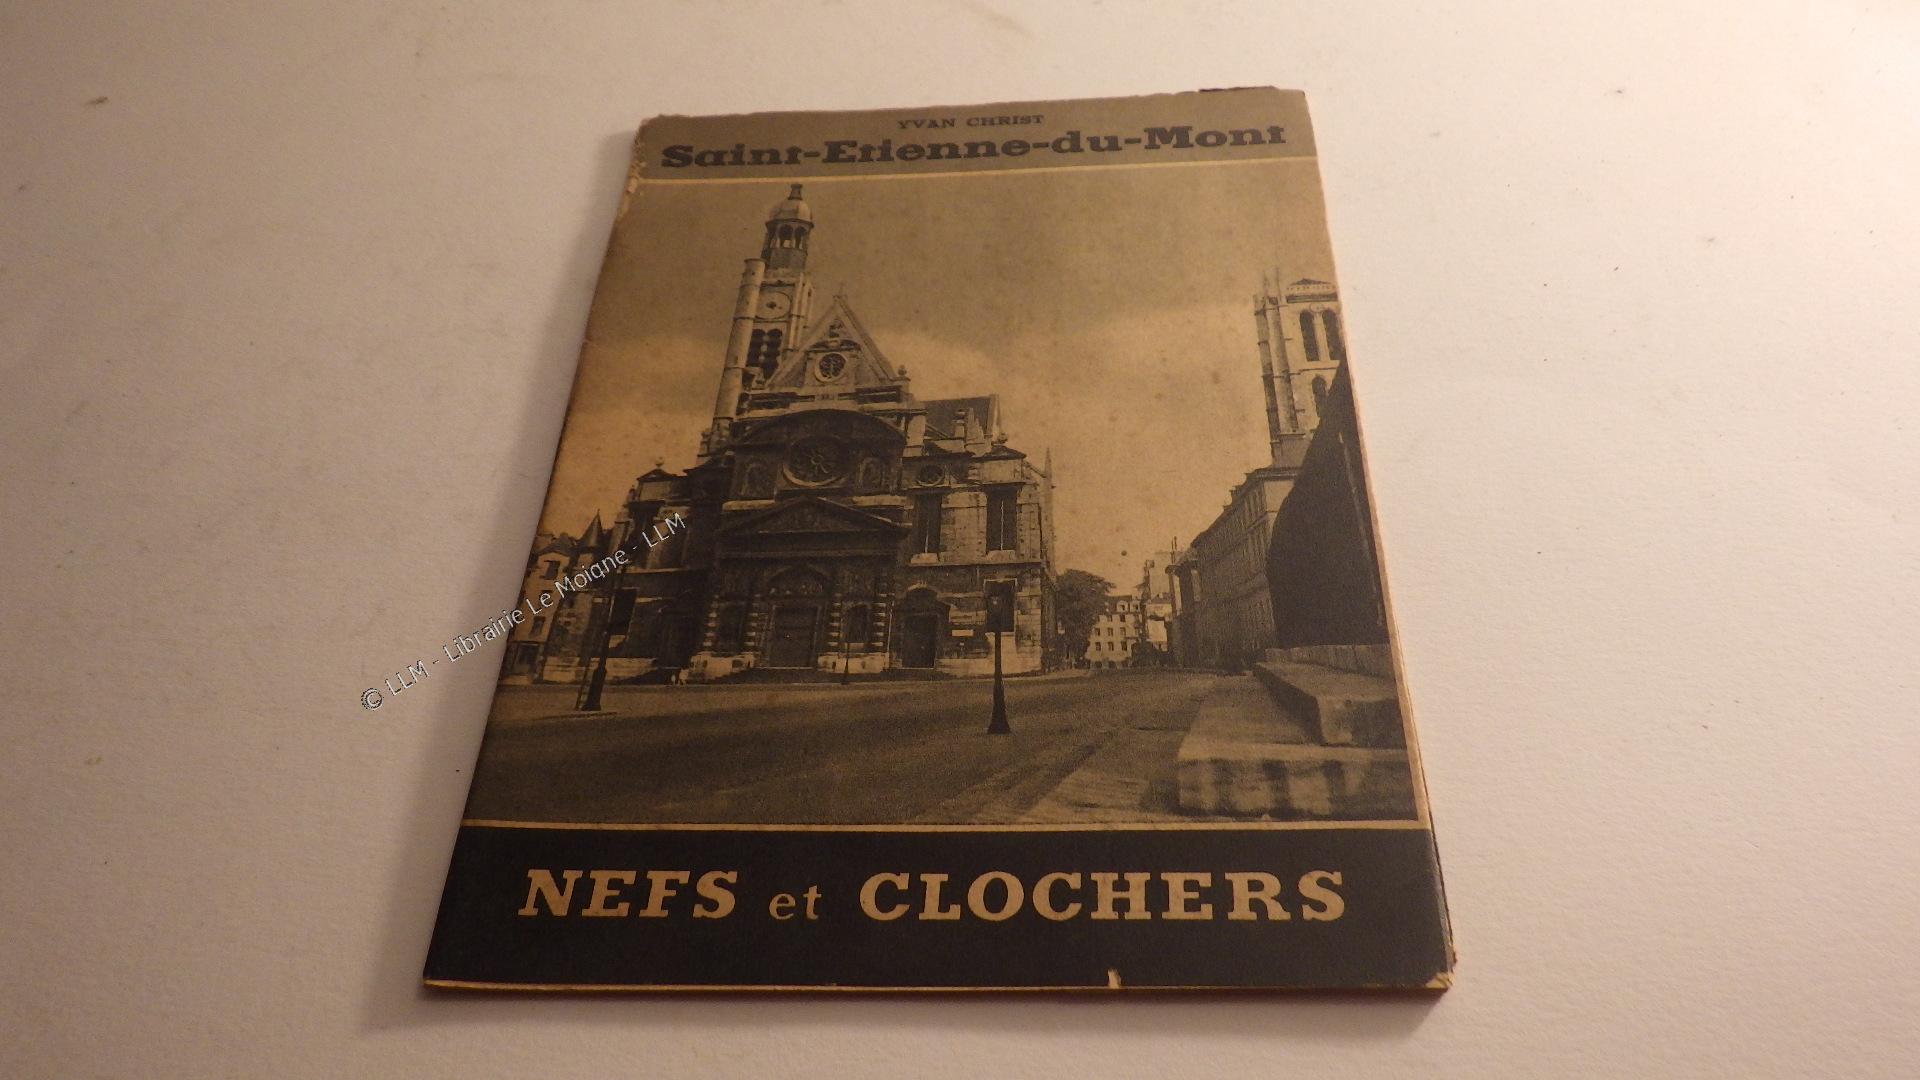 YVAN CHRIST
Saint-Etienne-du-Mont
© LLM - Librairie Le Moigne - LLM
NEFS et CLOCHERS